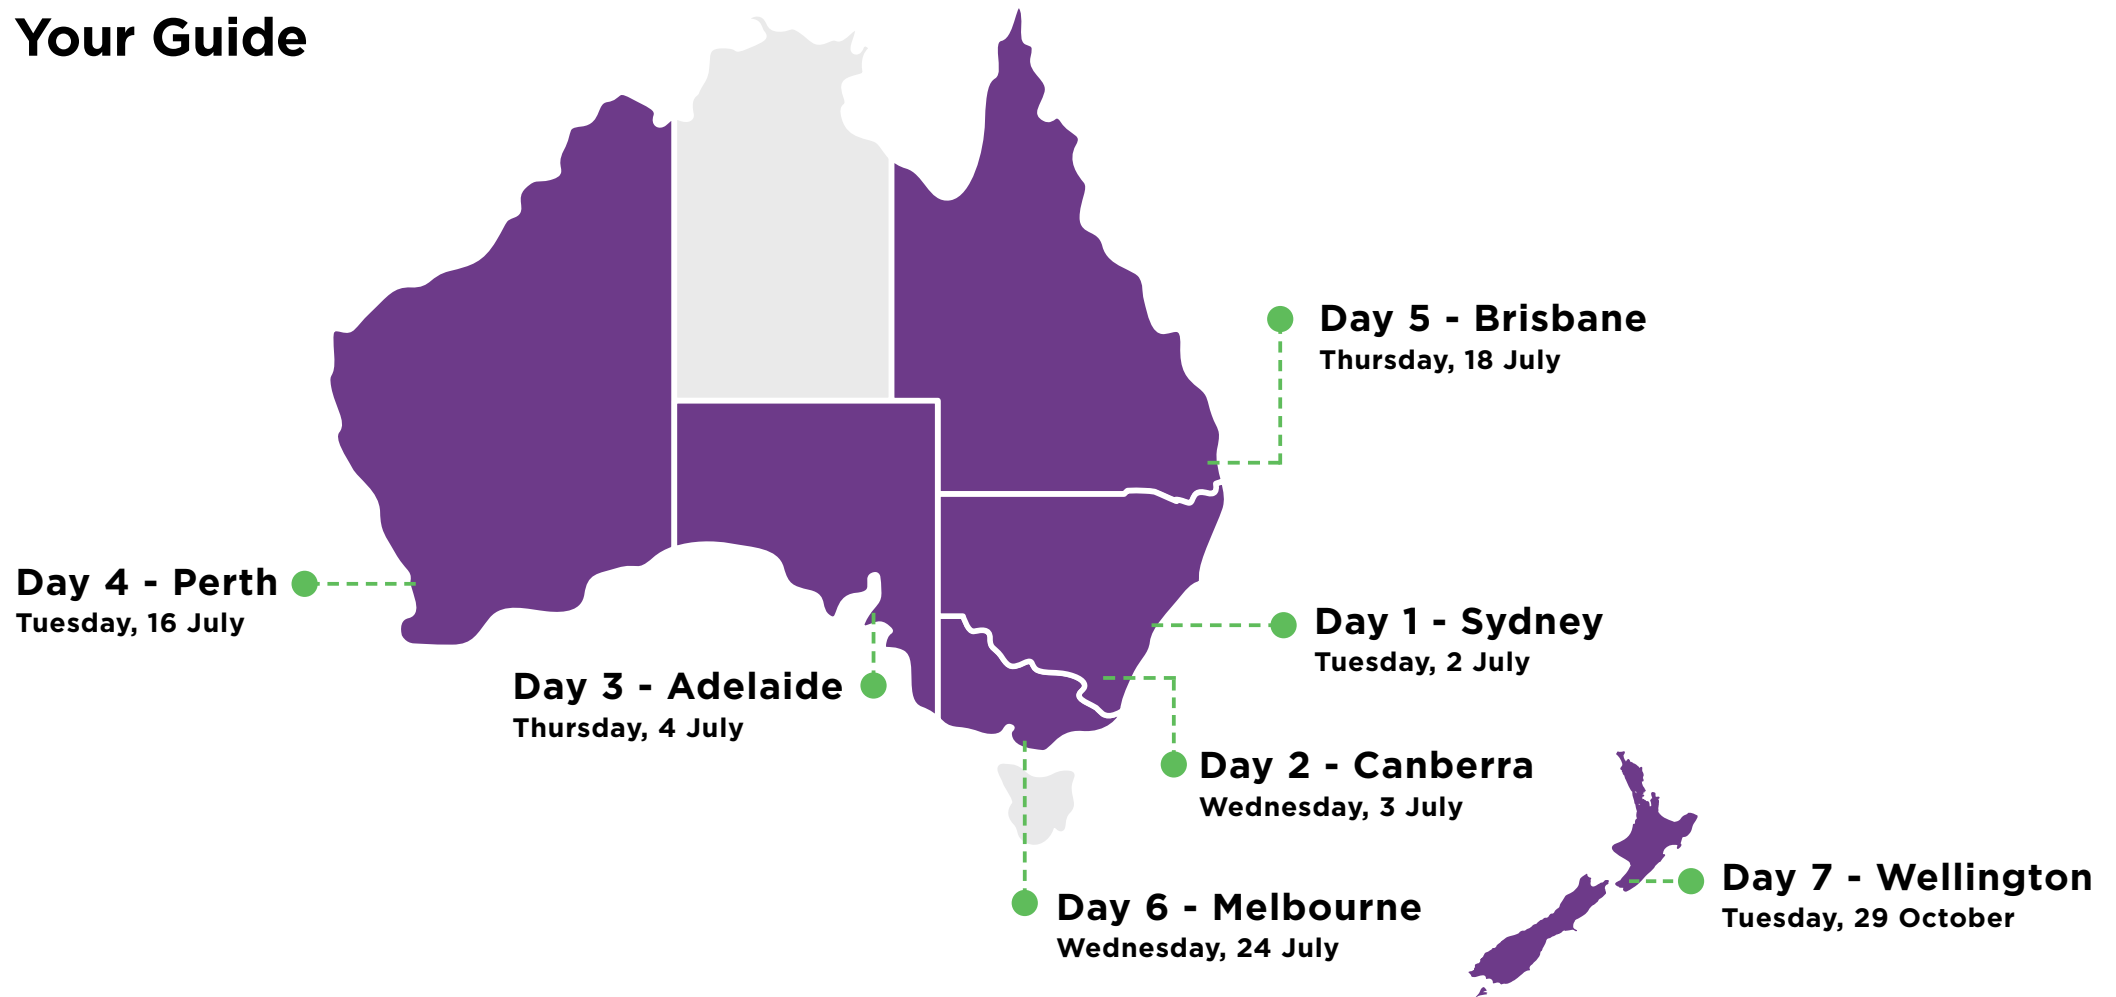 Your Guide
Day 5 - Brisbane
Thursday, 18 July
Day 4 - Perth
Tuesday, 16 July
Day 1 - Sydney
Tuesday, 2 July
Day 3 - Adelaide
Thursday, 4 July
Day 2 - Canberra
Wednesday, 3 July
Day 6 - Melbourne
Wednesday, 24 July
Day 7 - Wellington
Tuesday, 29 October